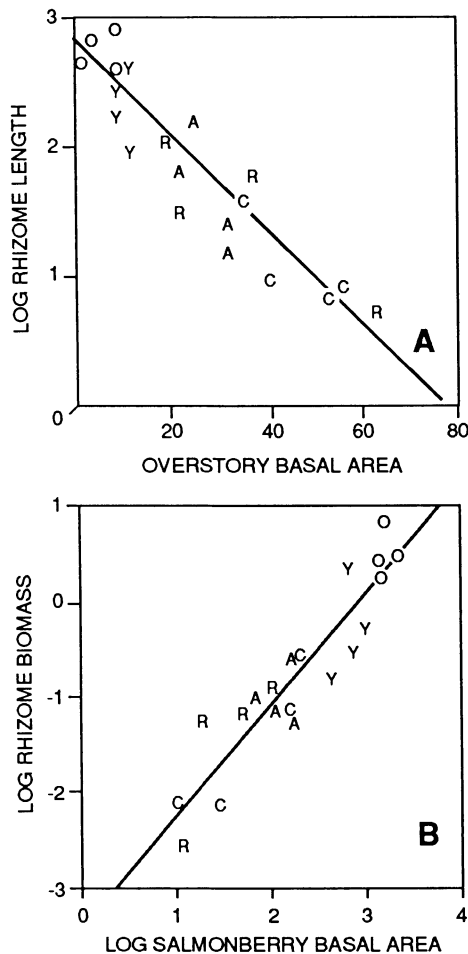 3
O
O
O
O
O
Y
Y
Y
Y
A
R
A
R
R
C
A
A
C
C
C
R
2
1
0
LOG RHIZOME LENGTH
A
20
40
60
80
OVERSTORY BASAL AREA
1
O
O
O
O
Y
Y
Y
Y
0
-1
-2
-3
LOG RHIZOME BIOMASS
A
C
R
A
R
R
A
C
A
C
C
R
B
0
1
2
3
4
LOG SALMONBERRY BASAL AREA